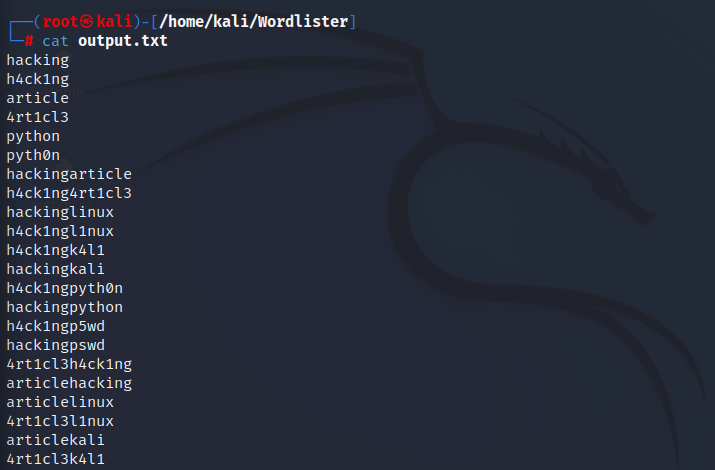 ┌──(root㉿kali)-[/home/kali/Wordlister]
└─# cat output.txt
hacking
h4ck1ng
article
4rt1cl3
python
pyth0n
hackingarticle
h4ck1ng4rt1cl3
hackinglinux
h4ck1ngl1nux
h4ck1ngk4l1
hackingkali
h4ck1ngpyth0n
hackingpython
h4ck1ngp5wd
hackingpswd
4rt1cl3h4ck1ng
articlehacking
articlelinux
4rt1cl3l1nux
articlekali
4rt1cl3k4l1